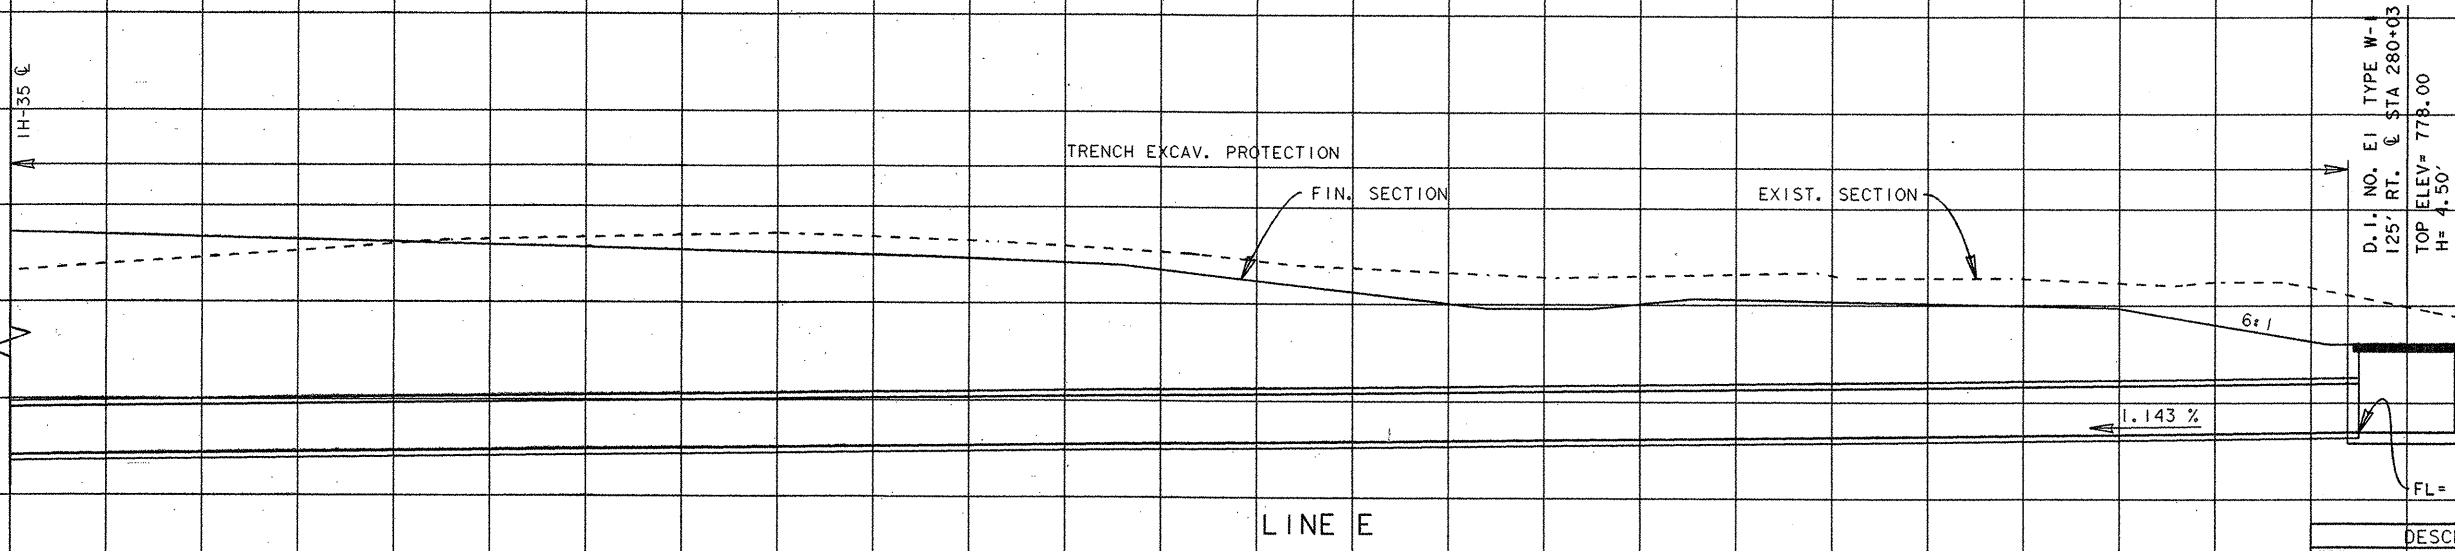 IH-35 ℄
TRENCH EXCAV. PROTECTION
FIN. SECTION
EXIST. SECTION
D.I. NO. E1 TYPE W-
125' RT. ℄ STA 280+03
TOP ELEV= 778.00
H= 4.50'
6:1
1.143 %
FL=
LINE E
DESC